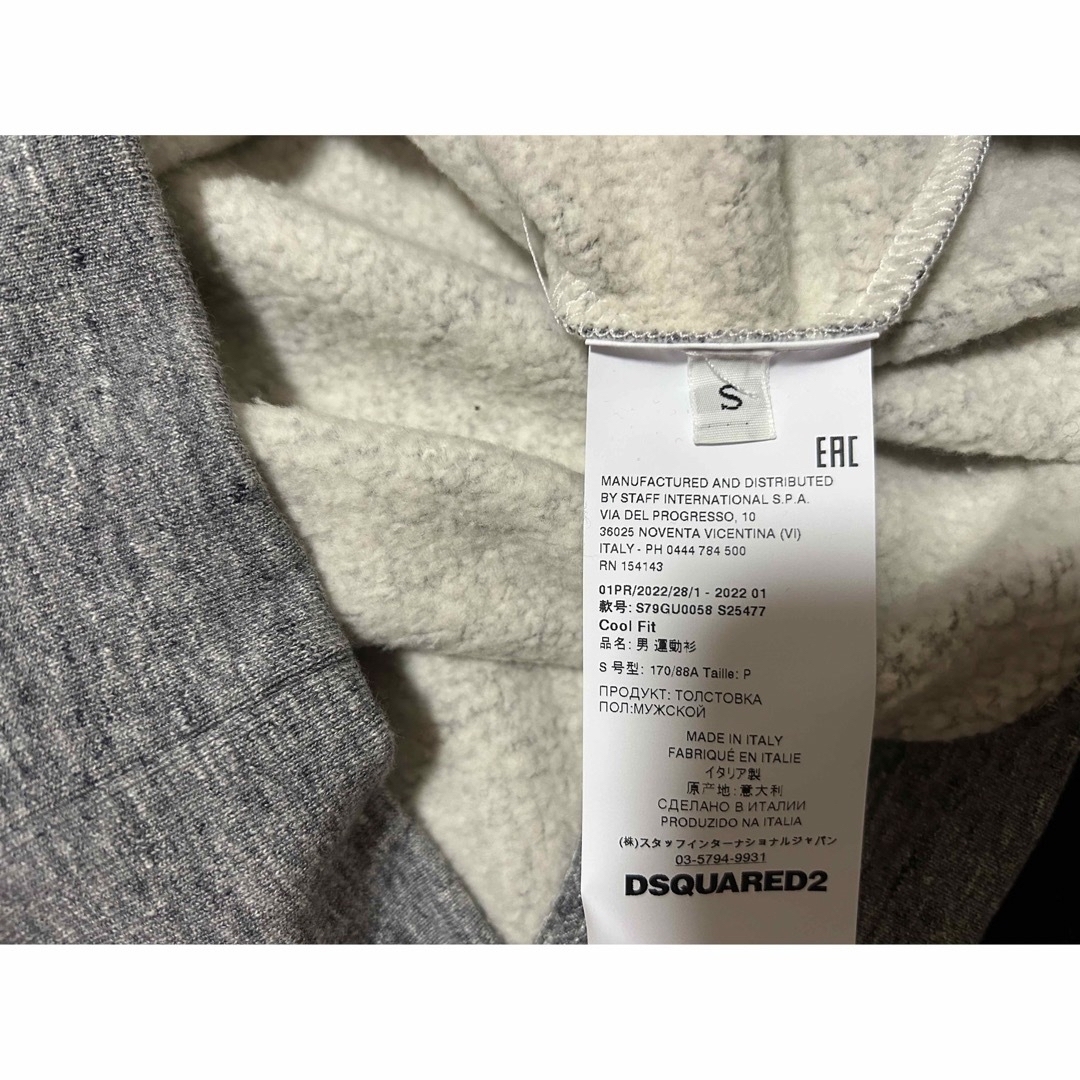 S
EAC
MANUFACTURED AND DISTRIBUTED
BY STAFF INTERNATIONAL S.P.A.
VIA DEL PROGRESSO, 10
36025 NOVENTA VICENTINA (VI)
ITALY - PH 0444 784 500
RN 154143
01PR/2022/28/1 - 2022 01
款号: S79GU0058 S25477
Cool Fit
品名: 男 運動衫
S 号型: 170/88A Taille: P
ПРОДУКТ: ТОЛСТОВКА
ПОЛ:МУЖСКОЙ
MADE IN ITALY
FABRIQUÉ EN ITALIE
イタリア製
原产地: 意大利
СДЕЛАНО В ИТАЛИИ
PRODUZIDO NA ITALIA
(株)スタッフインターナショナルジャパン
03-5794-9931
DSQUARED2